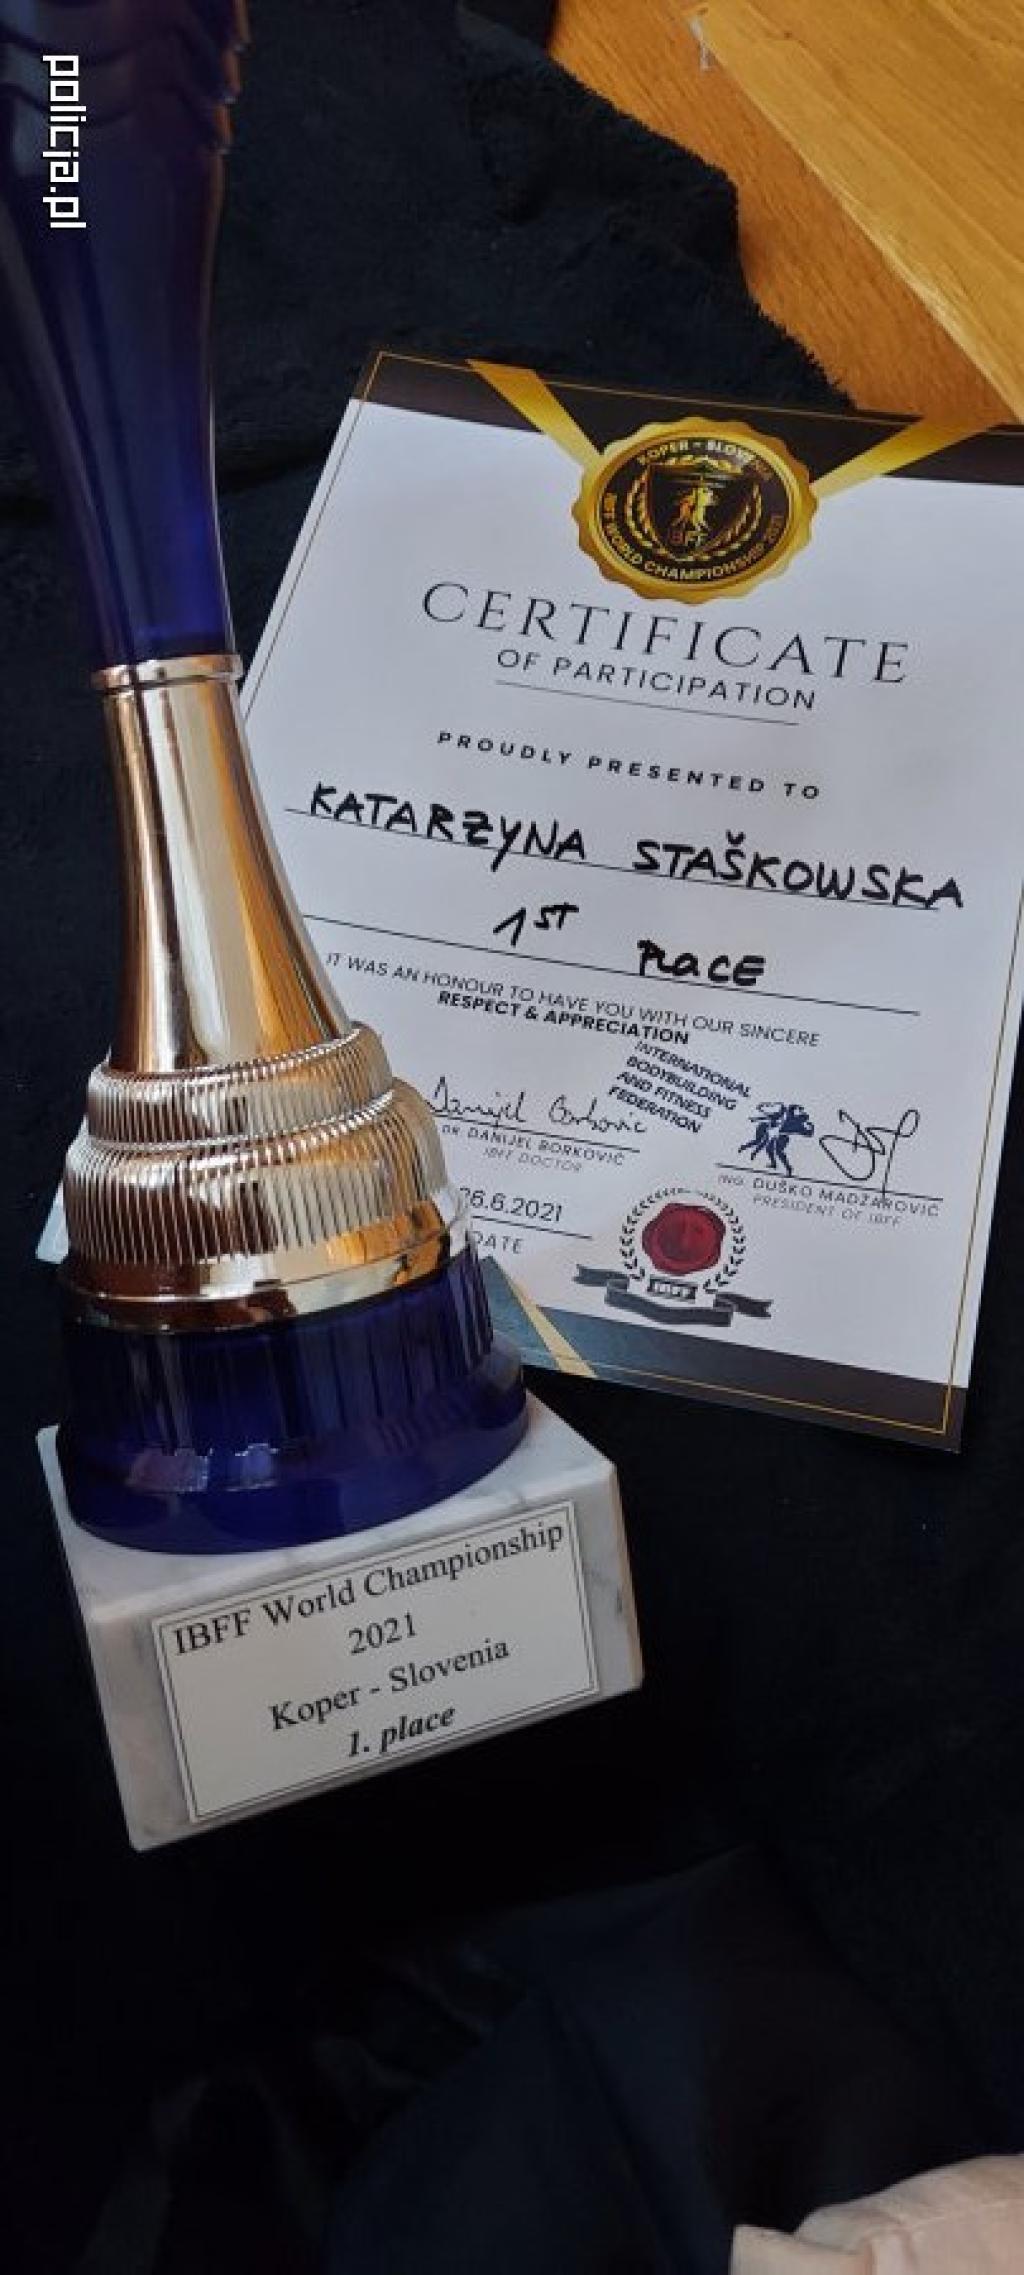 policja.pl
KOPER - SLOVENIA
IBFF
IBFF WORLD CHAMPIONSHIP 2021
CERTIFICATE
OF PARTICIPATION
PROUDLY PRESENTED TO
KATARZYNA STAŠKOWSKA
1ST PLACE
IT WAS AN HONOUR TO HAVE YOU WITH OUR SINCERE
RESPECT & APPRECIATION
INTERNATIONAL
BODYBUILDING
AND FITNESS
FEDERATION
DR. DANIJEL BORKOVIĆ
IBFF DOCTOR
ING. DUŠKO MADŽAROVIĆ
PRESIDENT OF IBFF
26.6.2021
DATE
IBFF
IBFF World Championship
2021
Koper - Slovenia
1. place